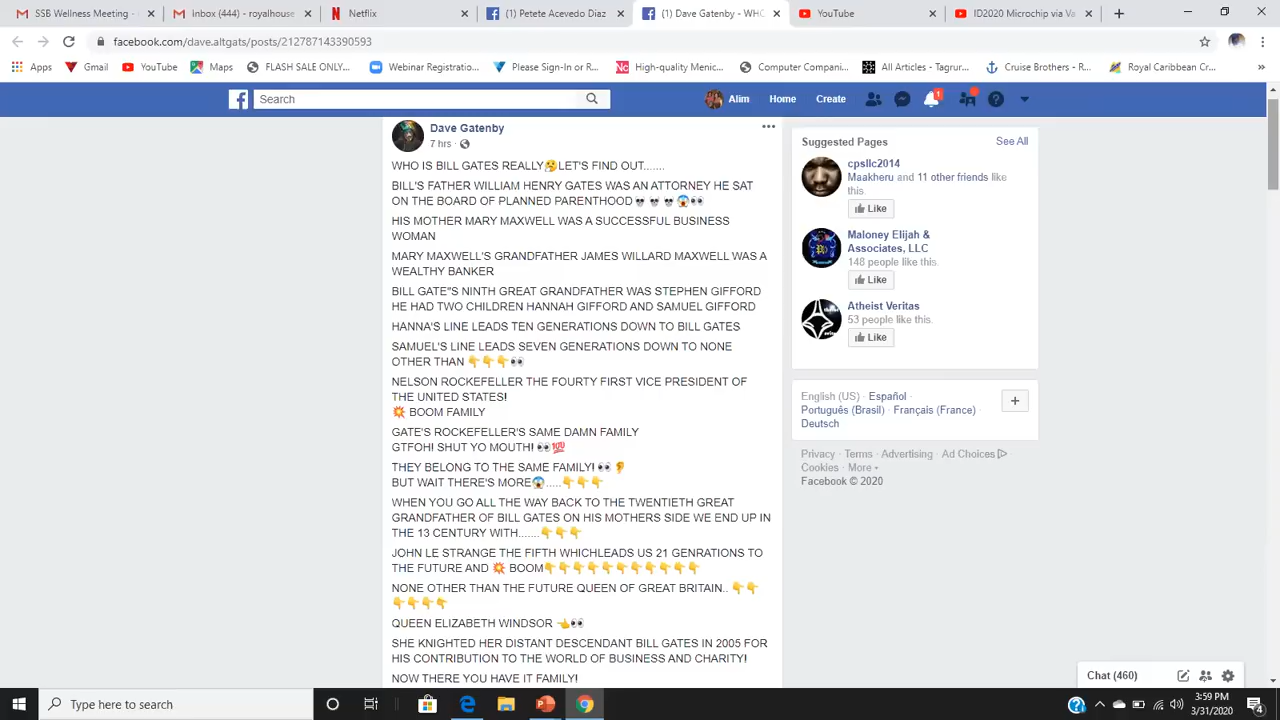 SSB Wellness Meeting -
Inbox (444) - royalhouse
Netflix
(1) Petete Acevedo Diaz
(1) Dave Gatenby - WHO
YouTube
ID2020 Microchip via Va
facebook.com/dave.altgats/posts/212787143390593
Apps
Gmail
YouTube
Maps
FLASH SALE ONLY...
Webinar Registratio...
Please Sign-In or R...
High-quality Menic...
Computer Compani...
All Articles - Tagrur...
Cruise Brothers - R...
Royal Caribbean Cr...
Search
Alim
Home
Create
1
Dave Gatenby
7 hrs ·
WHO IS BILL GATES REALLY🤔LET'S FIND OUT.......
BILL'S FATHER WILLIAM HENRY GATES WAS AN ATTORNEY HE SAT
ON THE BOARD OF PLANNED PARENTHOOD☠☠☠😱👀
HIS MOTHER MARY MAXWELL WAS A SUCCESSFUL BUSINESS
WOMAN
MARY MAXWELL'S GRANDFATHER JAMES WILLARD MAXWELL WAS A
WEALTHY BANKER
BILL GATE"S NINTH GREAT GRANDFATHER WAS STEPHEN GIFFORD
HE HAD TWO CHILDREN HANNAH GIFFORD AND SAMUEL GIFFORD
HANNA'S LINE LEADS TEN GENERATIONS DOWN TO BILL GATES
SAMUEL'S LINE LEADS SEVEN GENERATIONS DOWN TO NONE
OTHER THAN 👇👇👇👀
NELSON ROCKEFELLER THE FOURTY FIRST VICE PRESIDENT OF
THE UNITED STATES!
💥 BOOM FAMILY
GATE'S ROCKEFELLER'S SAME DAMN FAMILY
GTFOH! SHUT YO MOUTH! 👀💯
THEY BELONG TO THE SAME FAMILY!👀 👂
BUT WAIT THERE'S MORE😱.....👇👇👇
WHEN YOU GO ALL THE WAY BACK TO THE TWENTIETH GREAT
GRANDFATHER OF BILL GATES ON HIS MOTHERS SIDE WE END UP IN
THE 13 CENTURY WITH.......👇👇👇
JOHN LE STRANGE THE FIFTH WHICHLEADS US 21 GENRATIONS TO
THE FUTURE AND 💥 BOOM👇👇👇👇👇👇👇👇👇👇👇
NONE OTHER THAN THE FUTURE QUEEN OF GREAT BRITAIN.. 👇👇
👇👇👇👇
QUEEN ELIZABETH WINDSOR 👈👀
SHE KNIGHTED HER DISTANT DESCENDANT BILL GATES IN 2005 FOR
HIS CONTRIBUTION TO THE WORLD OF BUSINESS AND CHARITY!
NOW THERE YOU HAVE IT FAMILY!
Suggested Pages
See All
cpsllc2014
Maakheru and 11 other friends like
this.
Like
Maloney Elijah &
Associates, LLC
148 people like this.
Like
Atheist Veritas
53 people like this.
Like
English (US) · Español ·
Português (Brasil) · Français (France) ·
Deutsch
Privacy · Terms · Advertising · Ad Choices ·
Cookies · More
Facebook © 2020
Chat (460)
Type here to search
3:59 PM
3/31/2020
4